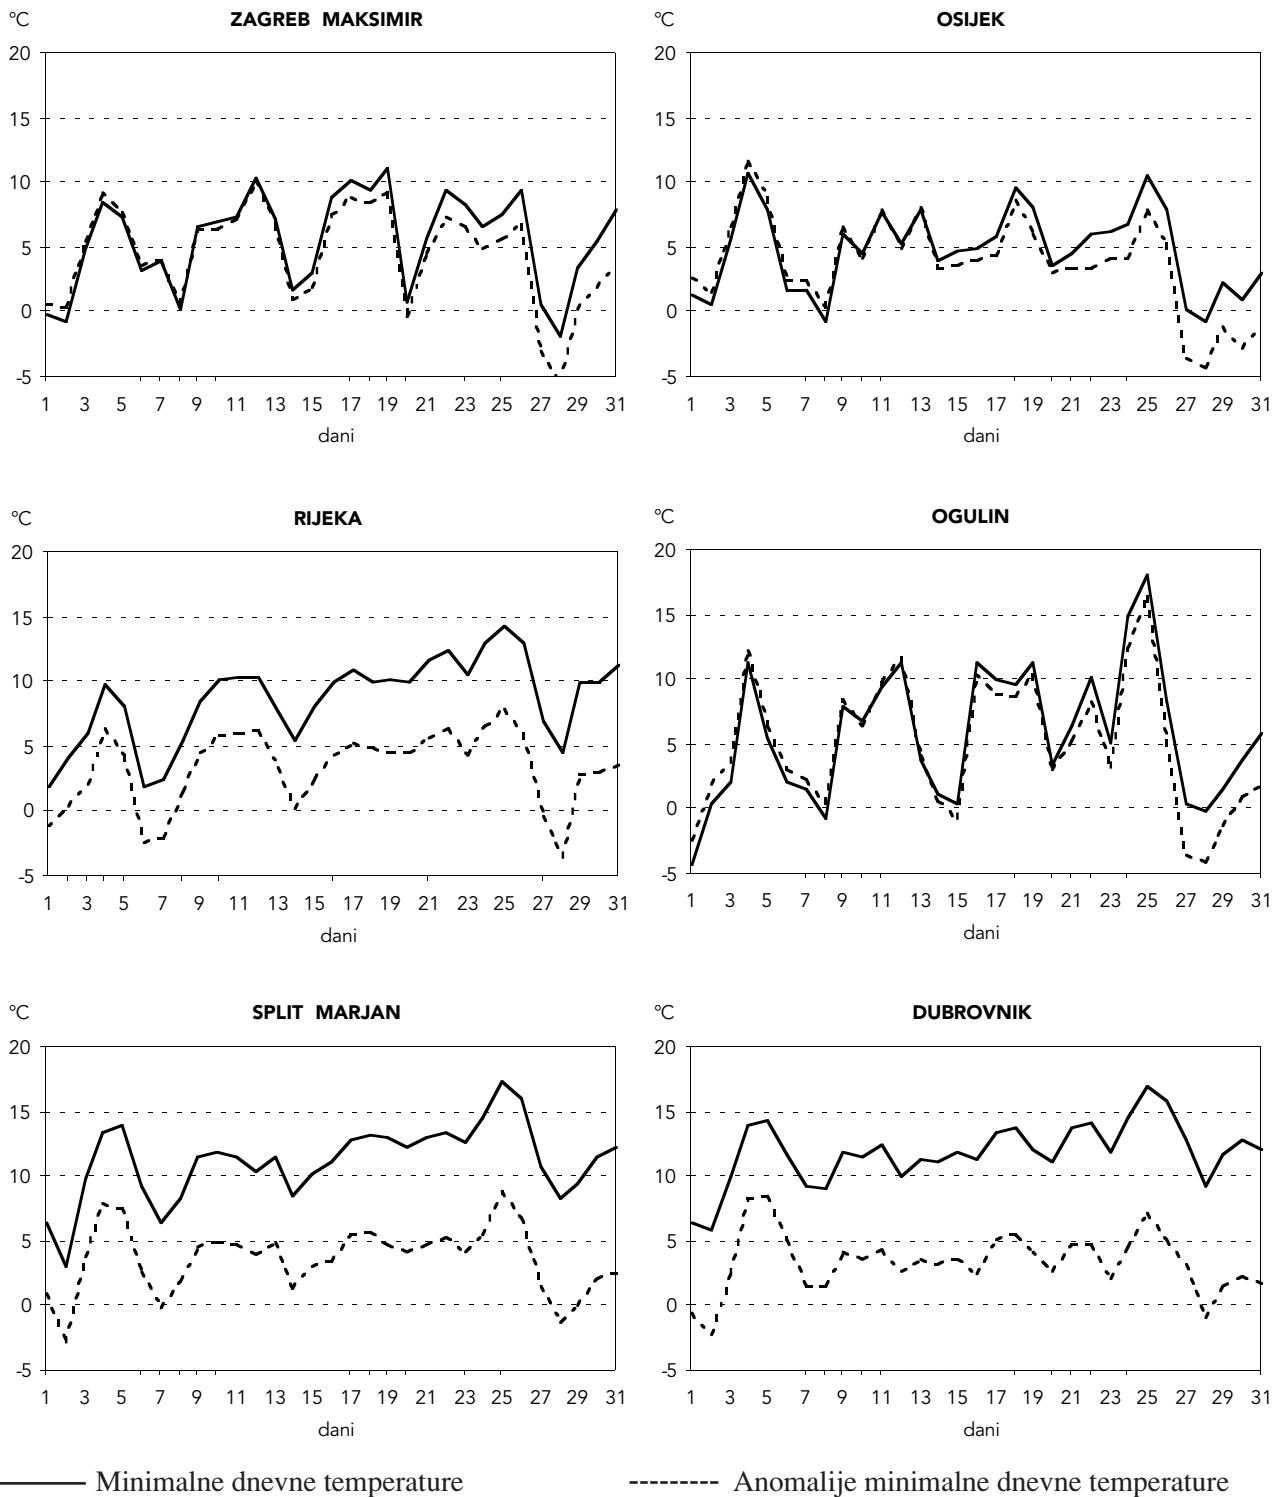 °C ZAGREB MAKSIMIR
20
15
10
5
0
-5
1 3 5 7 9 11 13 15 17 19 21 23 25 27 29 31
dani
°C OSIJEK
20
15
10
5
0
-5
1 3 5 7 9 11 13 15 17 19 21 23 25 27 29 31
dani
°C RIJEKA
20
15
10
5
0
-5
1 3 5 7 9 11 13 15 17 19 21 23 25 27 29 31
dani
°C OGULIN
20
15
10
5
0
-5
1 3 5 7 9 11 13 15 17 19 21 23 25 27 29 31
dani
°C SPLIT MARJAN
20
15
10
5
0
-5
1 3 5 7 9 11 13 15 17 19 21 23 25 27 29 31
dani
°C DUBROVNIK
20
15
10
5
0
-5
1 3 5 7 9 11 13 15 17 19 21 23 25 27 29 31
dani
Minimalne dnevne temperature
Anomalije minimalne dnevne temperature